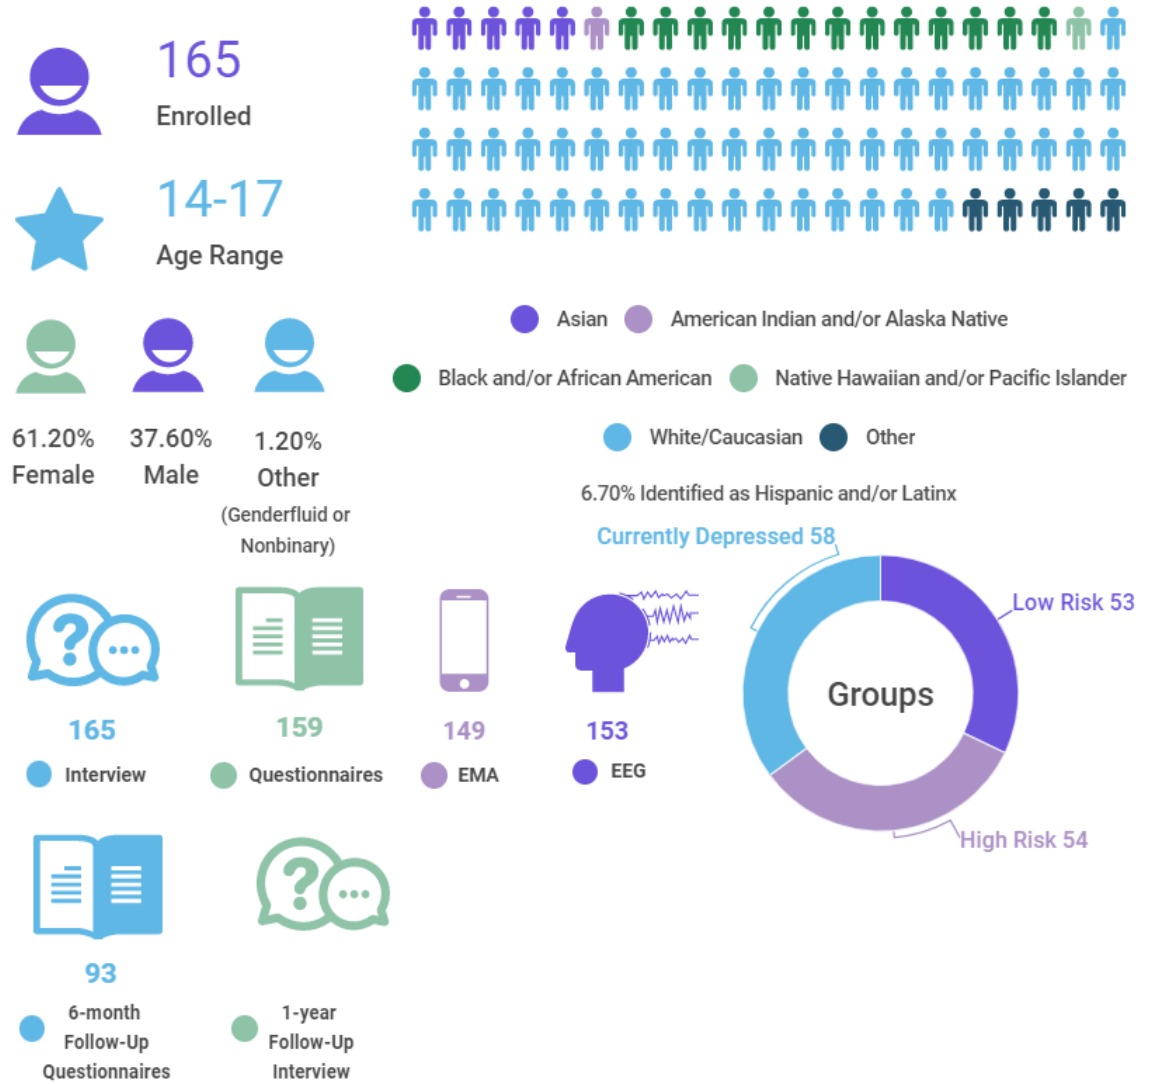 165
Enrolled
14-17
Age Range
61.20%
Female
37.60%
Male
1.20%
Other
(Genderfluid or
Nonbinary)
Asian
American Indian and/or Alaska Native
Black and/or African American
Native Hawaiian and/or Pacific Islander
White/Caucasian
Other
6.70% Identified as Hispanic and/or Latinx
Currently Depressed 58
Low Risk 53
Groups
High Risk 54
?
165
Interview
159
Questionnaires
149
EMA
153
EEG
93
6-month
Follow-Up
Questionnaires
?
1-year
Follow-Up
Interview